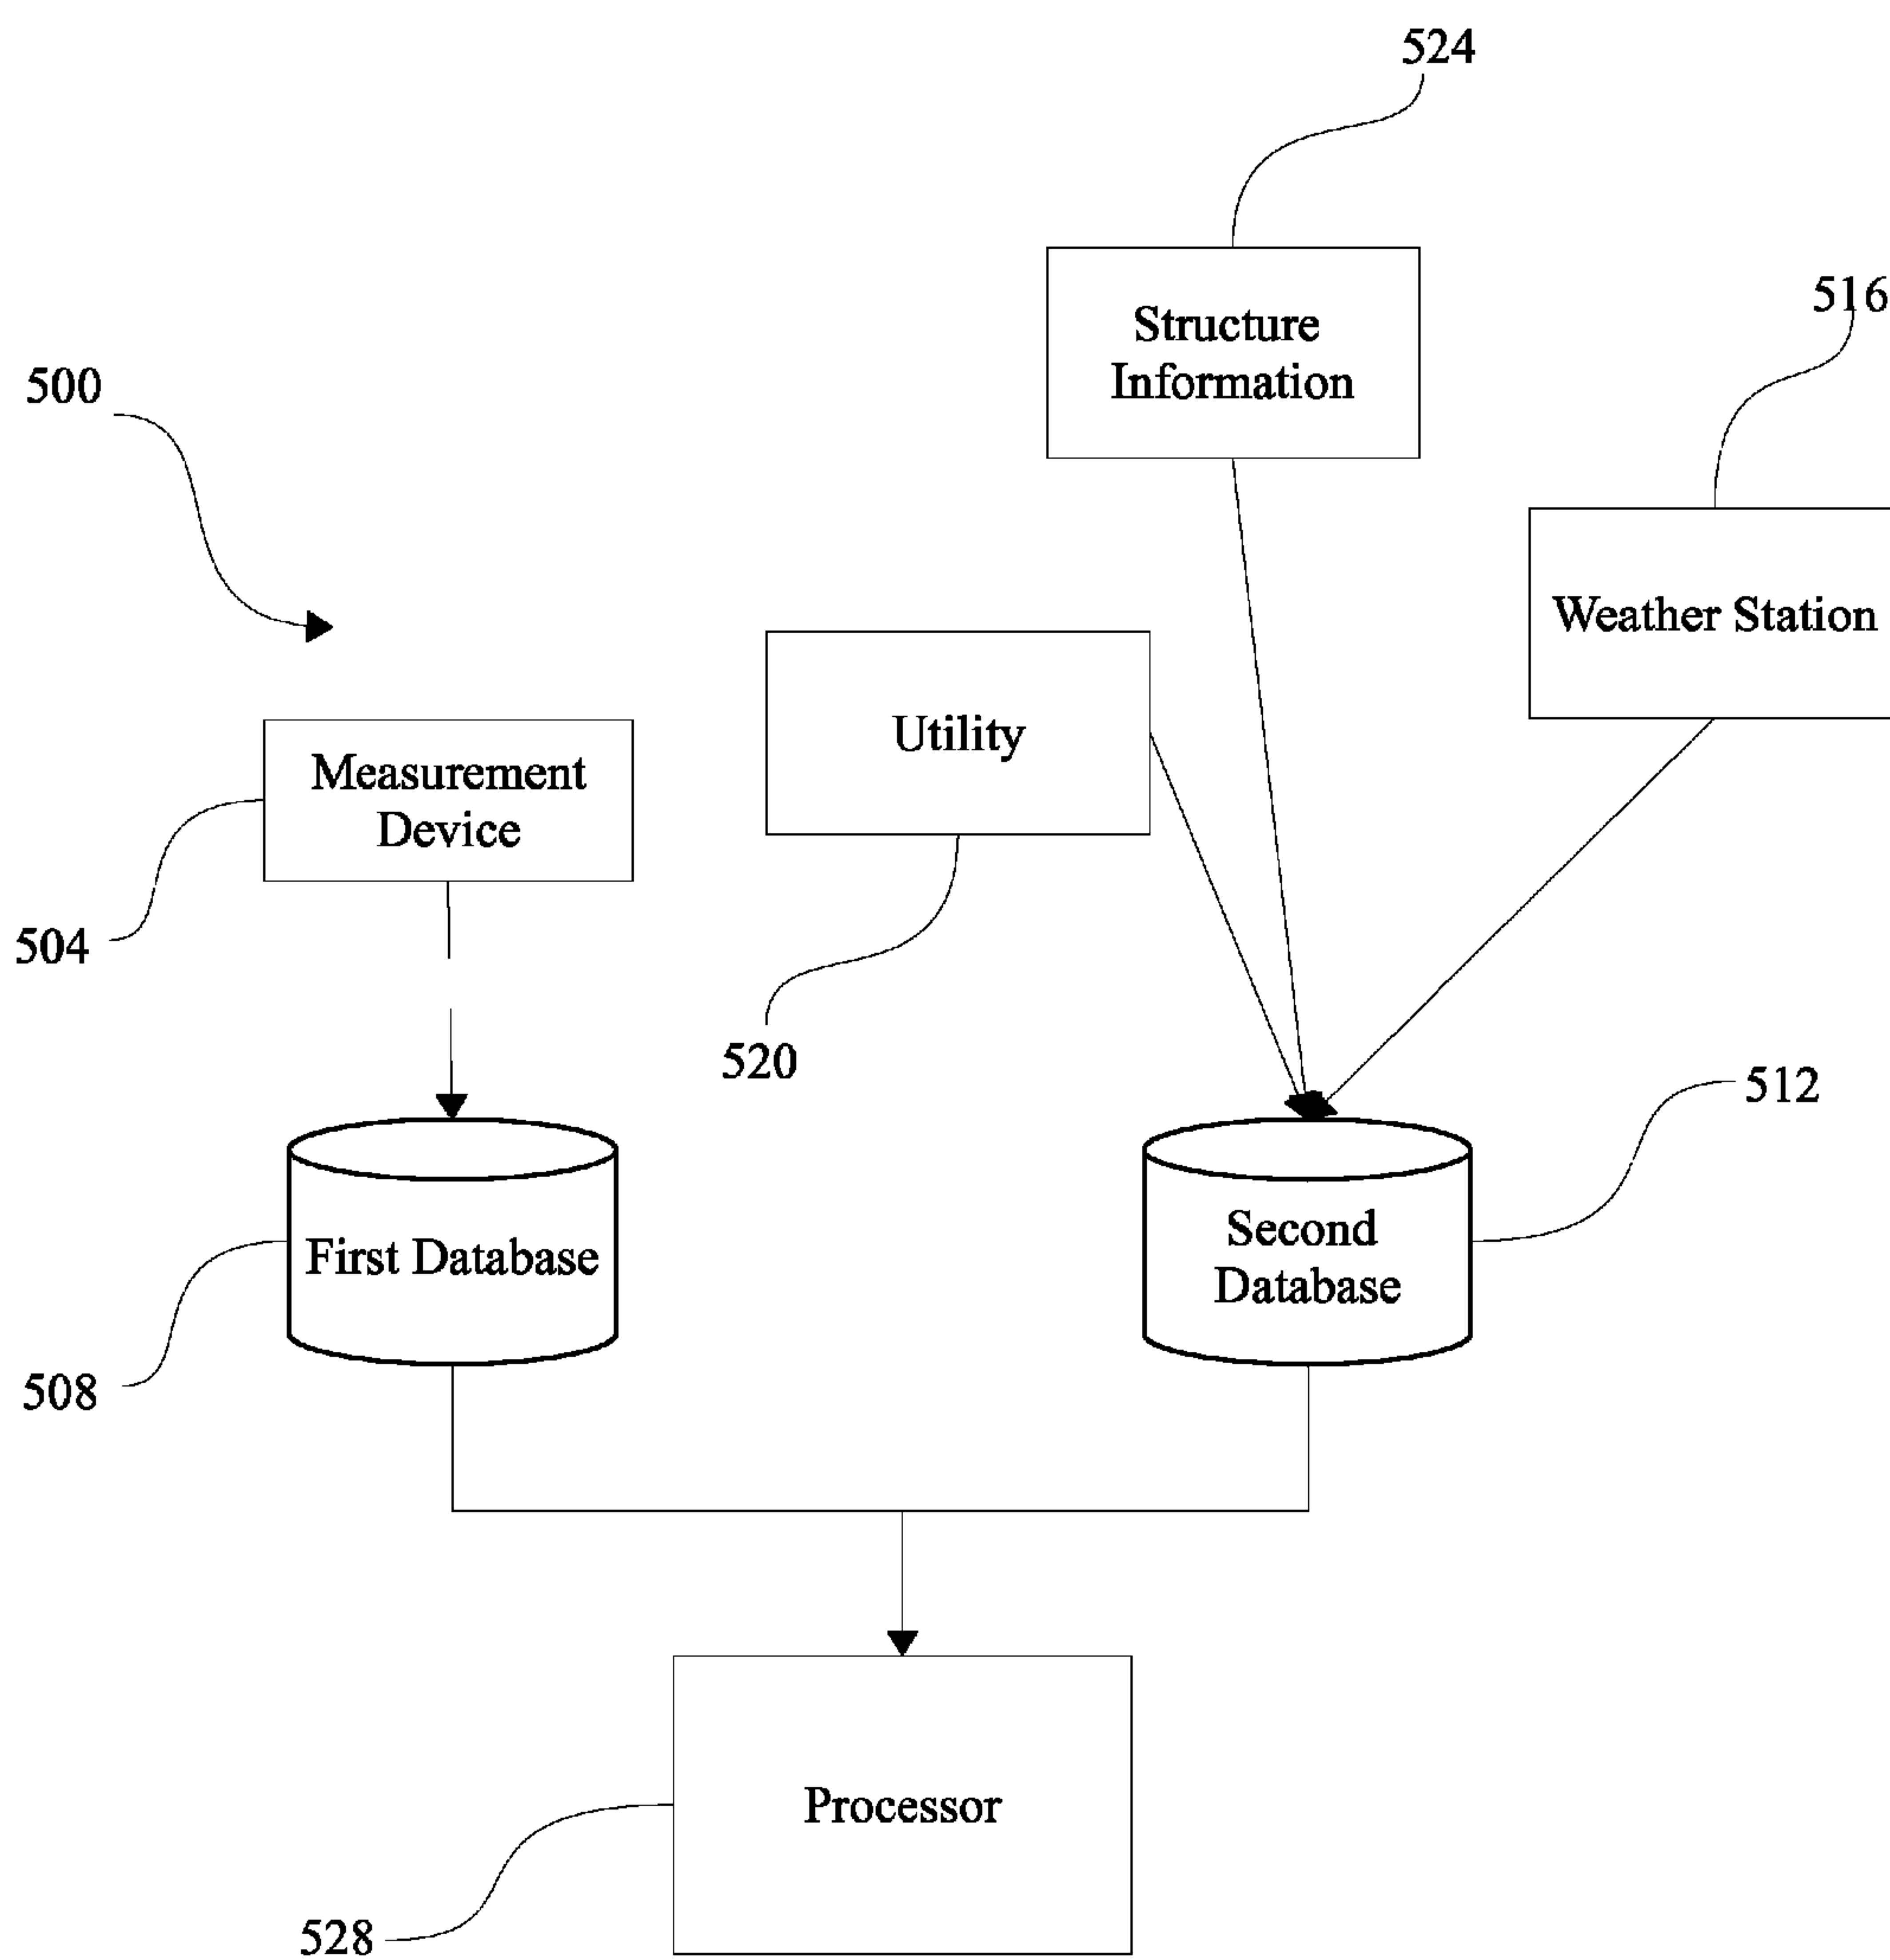 524
516
Structure
Information
500
Weather Station
Utility
Measurement
Device
504
520
512
Second
Database
First Database
508
Processor
528